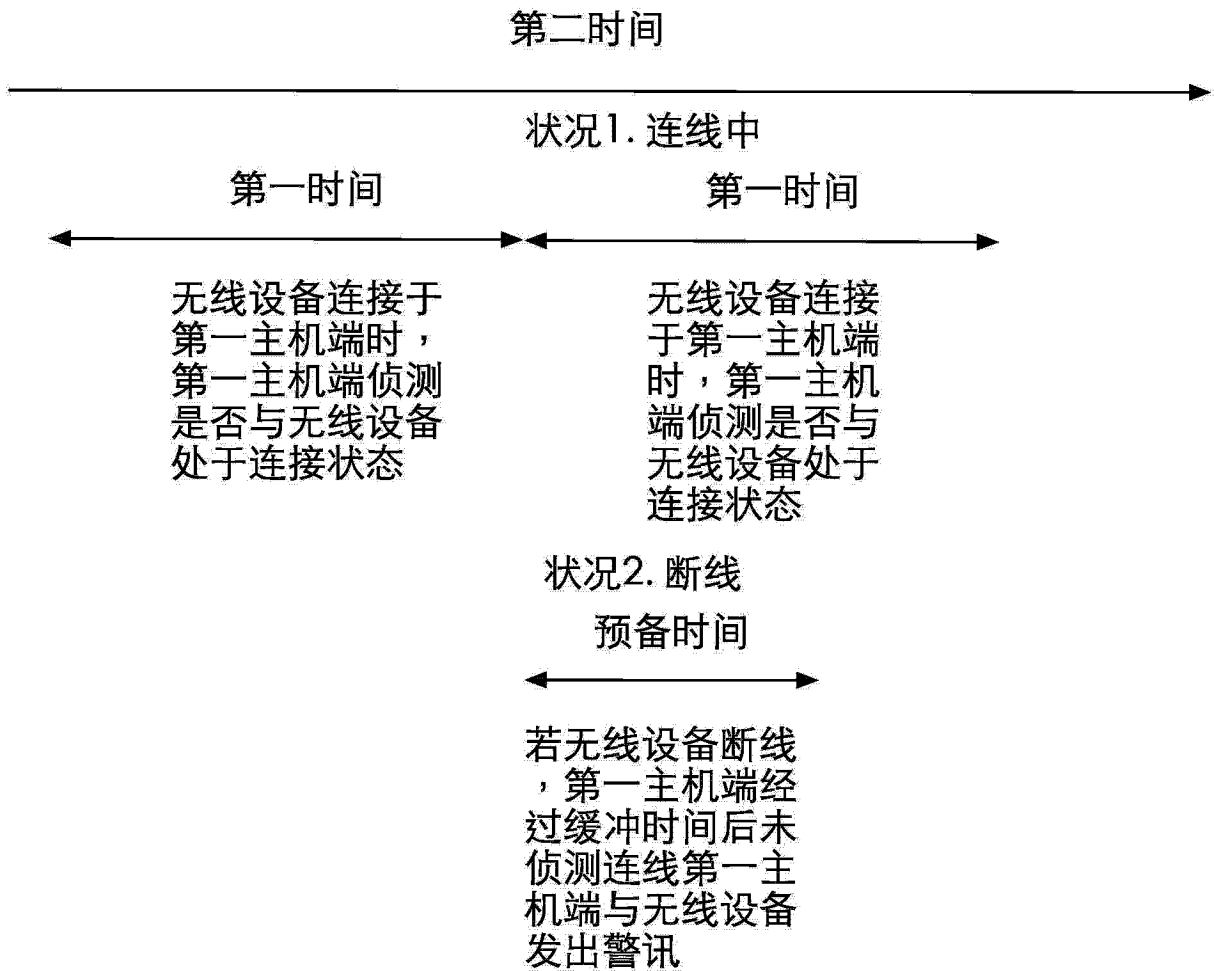 第二时间
状况1. 连线中
第一时间
第一时间
无线设备连接于
第一主机端时，
第一主机端侦测
是否与无线设备
处于连接状态
无线设备连接
于第一主机端
时，第一主机
端侦测是否与
无线设备处于
连接状态
状况2. 断线
预备时间
若无线设备断线
，第一主机端经
过缓冲时间后未
侦测连线第一主
机端与无线设备
发出警讯